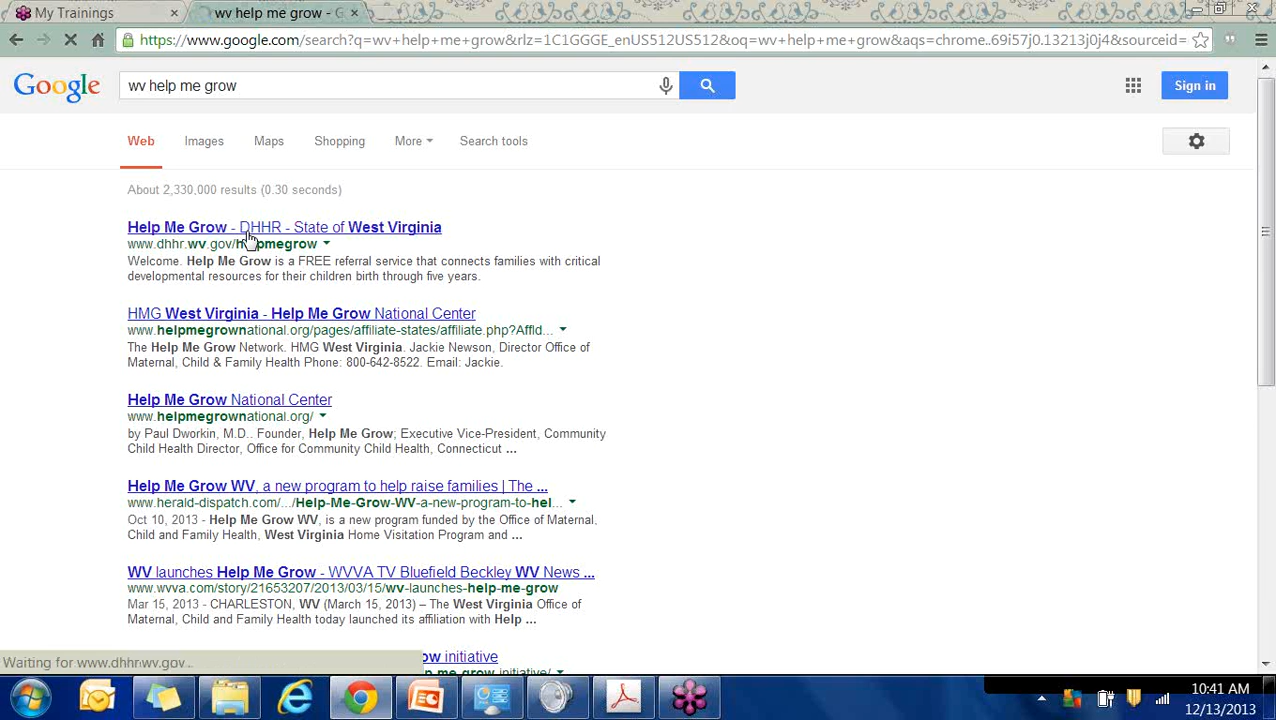 My Trainings
wv help me grow - G
https://www.google.com/search?q=wv+help+me+grow&rlz=1C1GGGE_enUS512US512&oq=wv+help+me+grow&aqs=chrome..69i57j0.13213j0j4&sourceid=
Google
wv help me grow
Sign in
Web Images Maps Shopping More Search tools
About 2,330,000 results (0.30 seconds)
Help Me Grow - DHHR - State of West Virginia
www.dhhr.wv.gov/helpmegrow
Welcome. Help Me Grow is a FREE referral service that connects families with critical
developmental resources for their children birth through five years.
HMG West Virginia - Help Me Grow National Center
www.helpmegrownational.org/pages/affiliate-states/affiliate.php?AffId...
The Help Me Grow Network. HMG West Virginia. Jackie Newson, Director Office of
Maternal, Child & Family Health Phone: 800-642-8522. Email: Jackie.
Help Me Grow National Center
www.helpmegrownational.org/
by Paul Dworkin, M.D.. Founder, Help Me Grow; Executive Vice-President, Community
Child Health Director, Office for Community Child Health, Connecticut ...
Help Me Grow WV, a new program to help raise families | The ...
www.herald-dispatch.com/.../Help-Me-Grow-WV-a-new-program-to-hel...
Oct 10, 2013 - Help Me Grow WV, is a new program funded by the Office of Maternal.
Child and Family Health, West Virginia Home Visitation Program and ...
WV launches Help Me Grow - WVVA TV Bluefield Beckley WV News ...
www.wvva.com/story/21653207/2013/03/15/wv-launches-help-me-grow
Mar 15, 2013 - CHARLESTON, WV (March 15, 2013) – The West Virginia Office of
Maternal, Child and Family Health today launched its affiliation with Help ...
ow initiative
Waiting for www.dhhr.wv.gov...
p-me-grow-initiative/
10:41 AM
12/13/2013